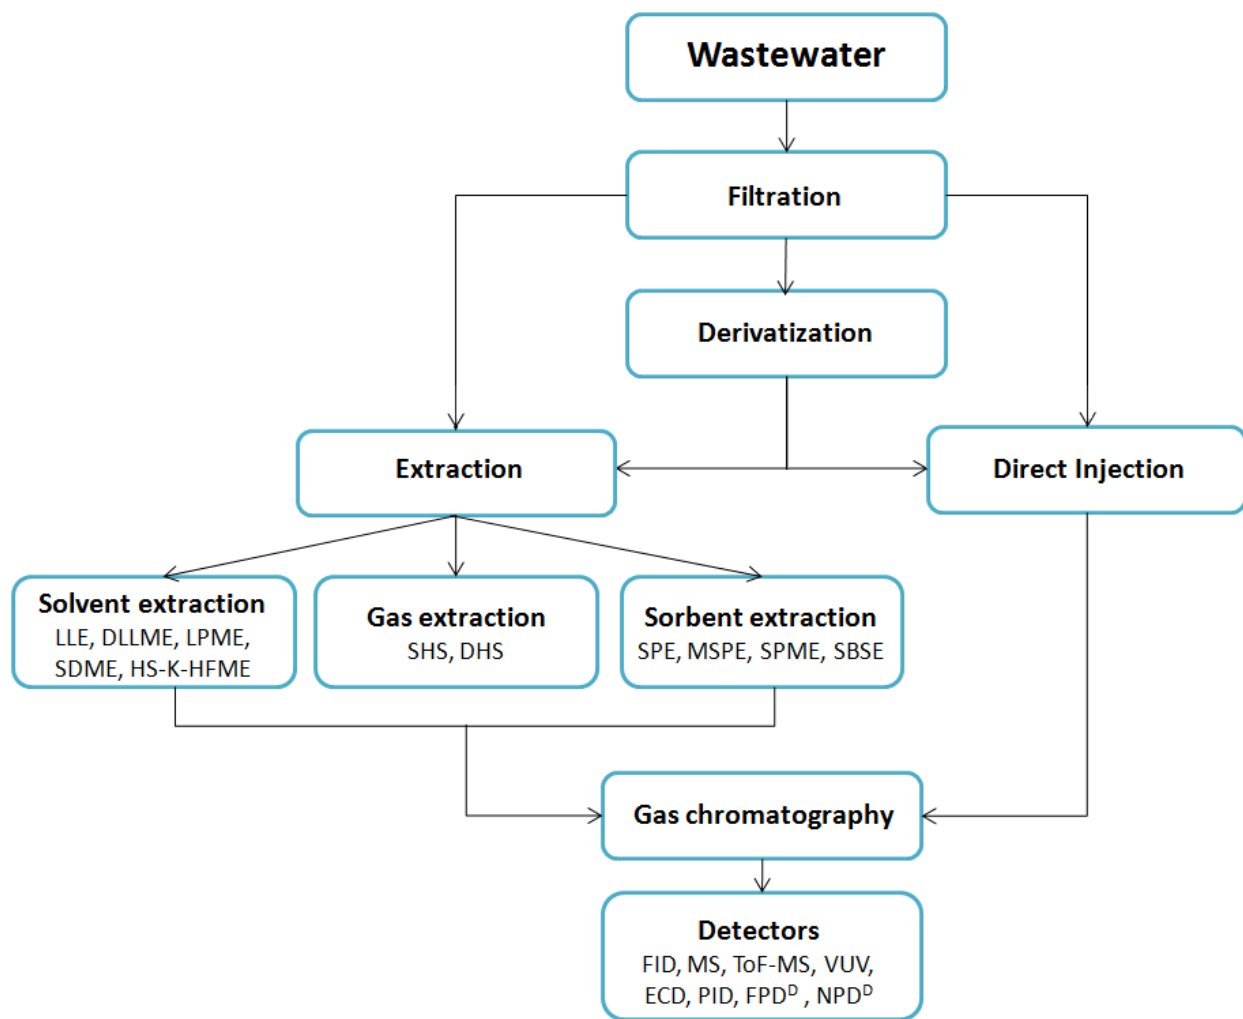 Wastewater
Filtration
Derivatization
Extraction
Direct Injection
Solvent extraction
LLE, DLLME, LPME,
SDME, HS-K-HFME
Gas extraction
SHS, DHS
Sorbent extraction
SPE, MSPE, SPME, SBSE
Gas chromatography
Detectors
FID, MS, ToF-MS, VUV,
ECD, PID, FPDᴰ , NPDᴰ